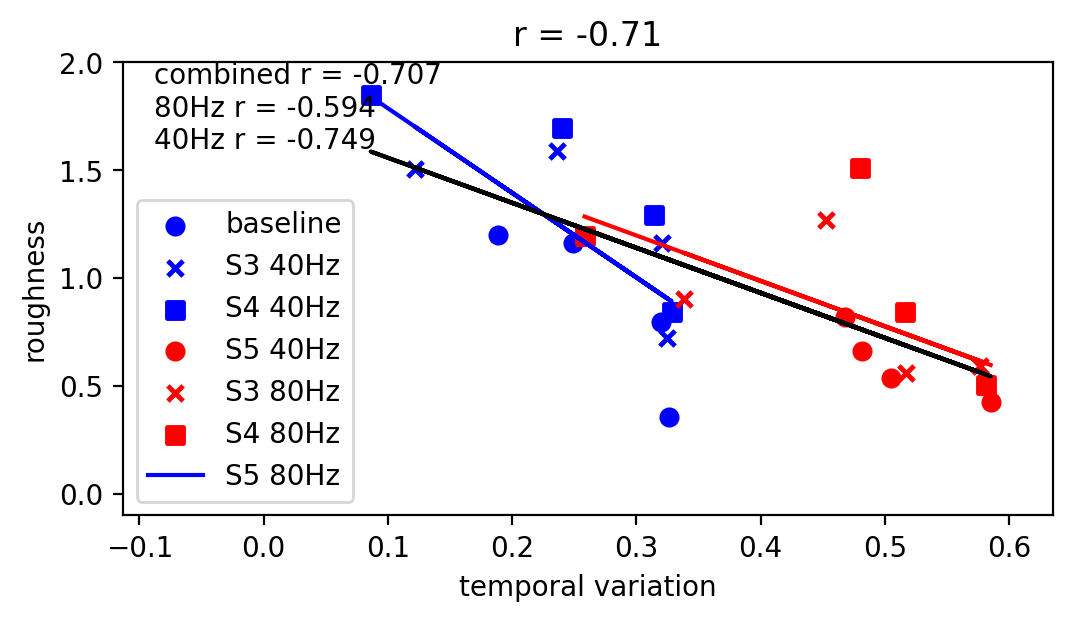 r = -0.71
combined r = -0.707
80Hz r = -0.594
40Hz r = -0.749
baseline
S3 40Hz
S4 40Hz
S5 40Hz
S3 80Hz
S4 80Hz
S5 80Hz
roughness
2.0
1.5
1.0
0.5
0.0
−0.1 0.0 0.1 0.2 0.3 0.4 0.5 0.6
temporal variation